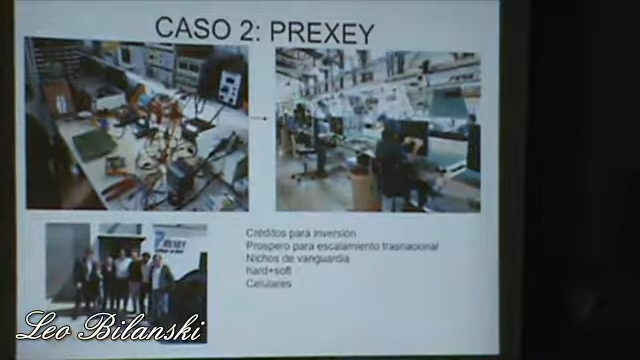 CASO 2: PREXEY
Créditos para inversión
Prospero para escalamiento trasnacional
Nichos de vanguardia
hard+soft
Celulares
Leo Bilanski